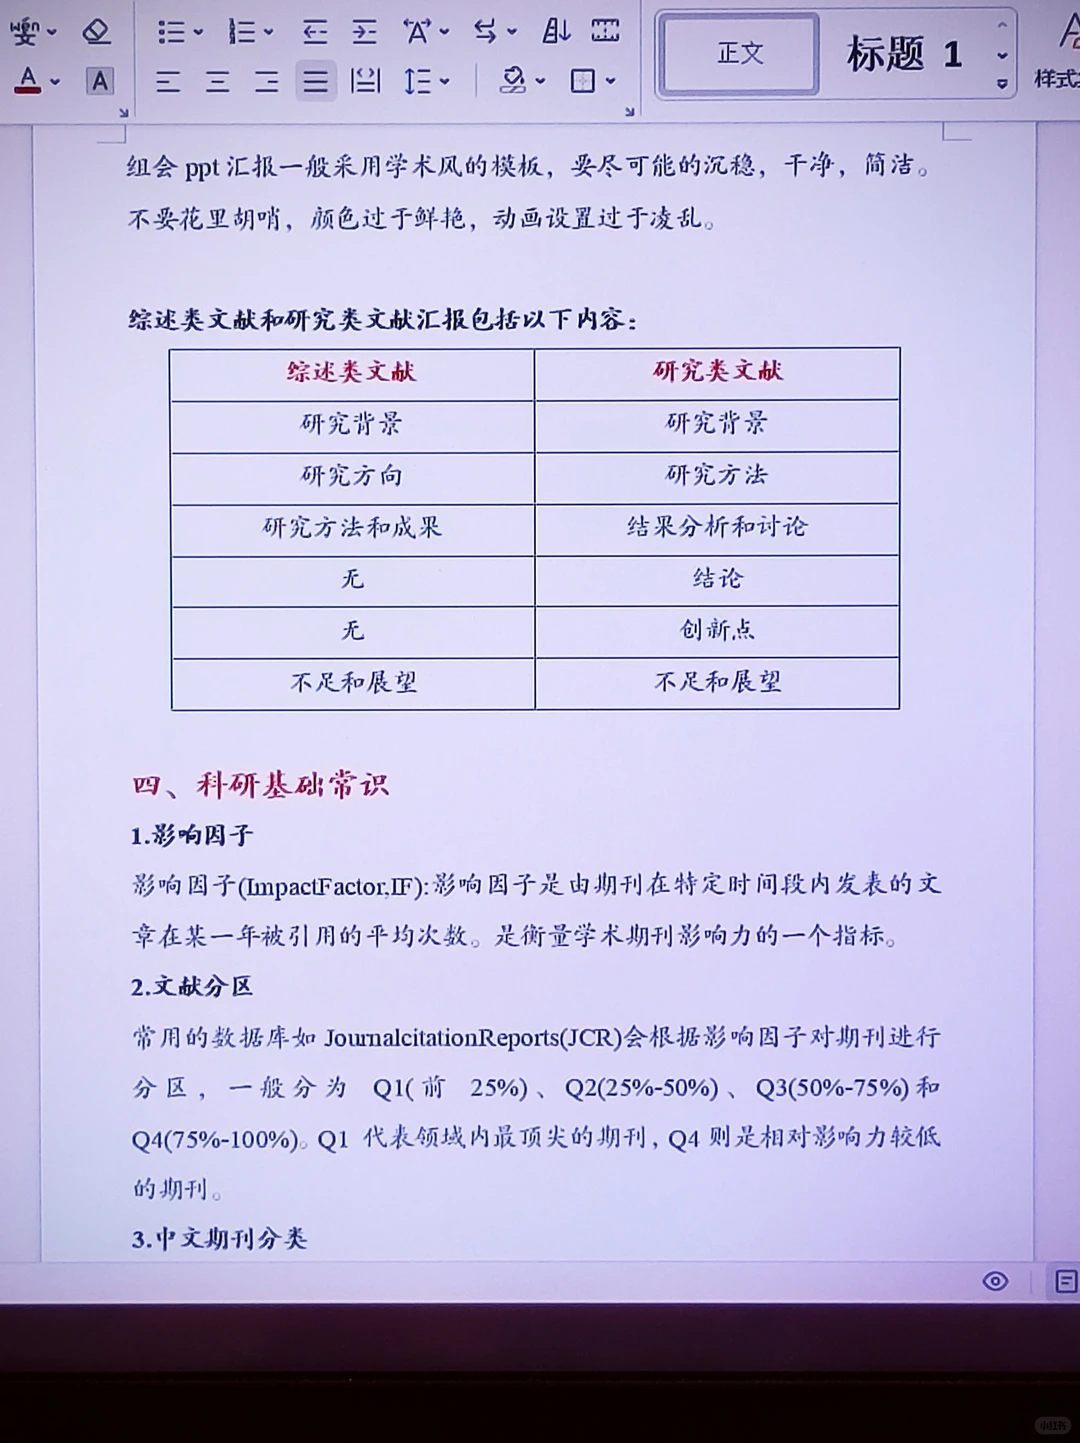 wén
A
A
正文
标题 1
样式
组会 ppt 汇报一般采用学术风的模板，要尽可能的沉稳，干净，简洁。
不要花里胡哨，颜色过于鲜艳，动画设置过于凌乱。
综述类文献和研究类文献汇报包括以下内容：
综述类文献 研究类文献
研究背景 研究背景
研究方向 研究方法
研究方法和成果 结果分析和讨论
无 结论
无 创新点
不足和展望 不足和展望
四、科研基础常识
1.影响因子
影响因子(ImpactFactor,IF):影响因子是由期刊在特定时间段内发表的文
章在某一年被引用的平均次数。是衡量学术期刊影响力的一个指标。
2.文献分区
常用的数据库如 JournalcitationReports(JCR)会根据影响因子对期刊进行
分区，一般分为 Q1(前 25%)、Q2(25%-50%)、Q3(50%-75%)和
Q4(75%-100%)。Q1 代表领域内最顶尖的期刊，Q4 则是相对影响力较低
的期刊。
3.中文期刊分类
小红书